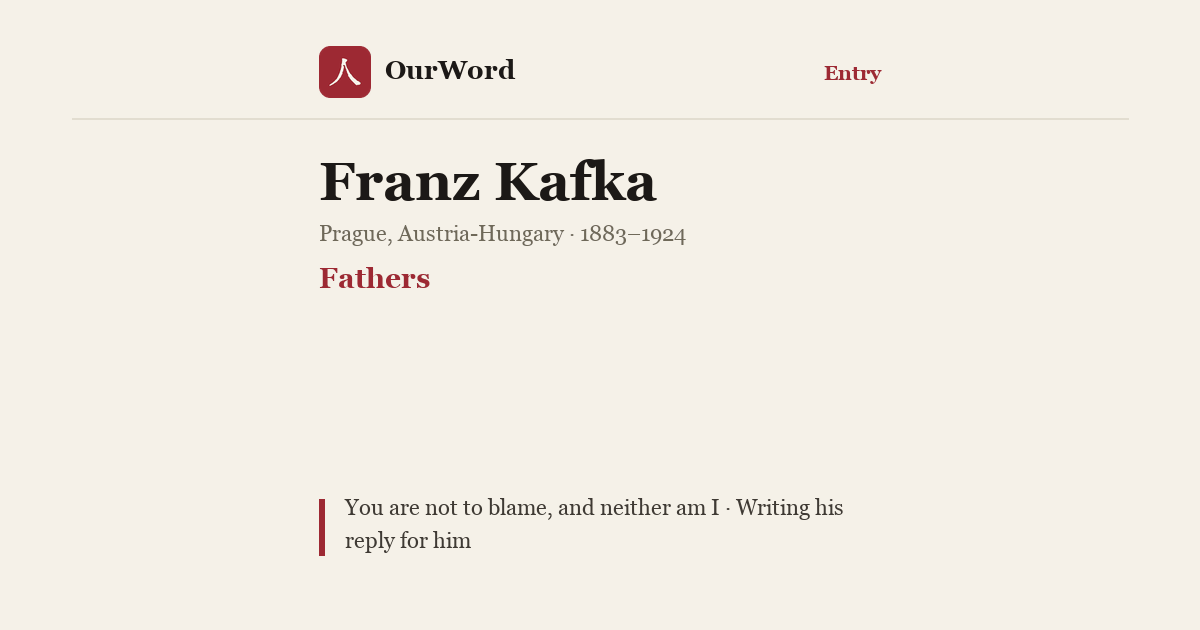 人 OurWord
Entry
Franz Kafka
Prague, Austria-Hungary · 1883–1924
Fathers
You are not to blame, and neither am I · Writing his
reply for him